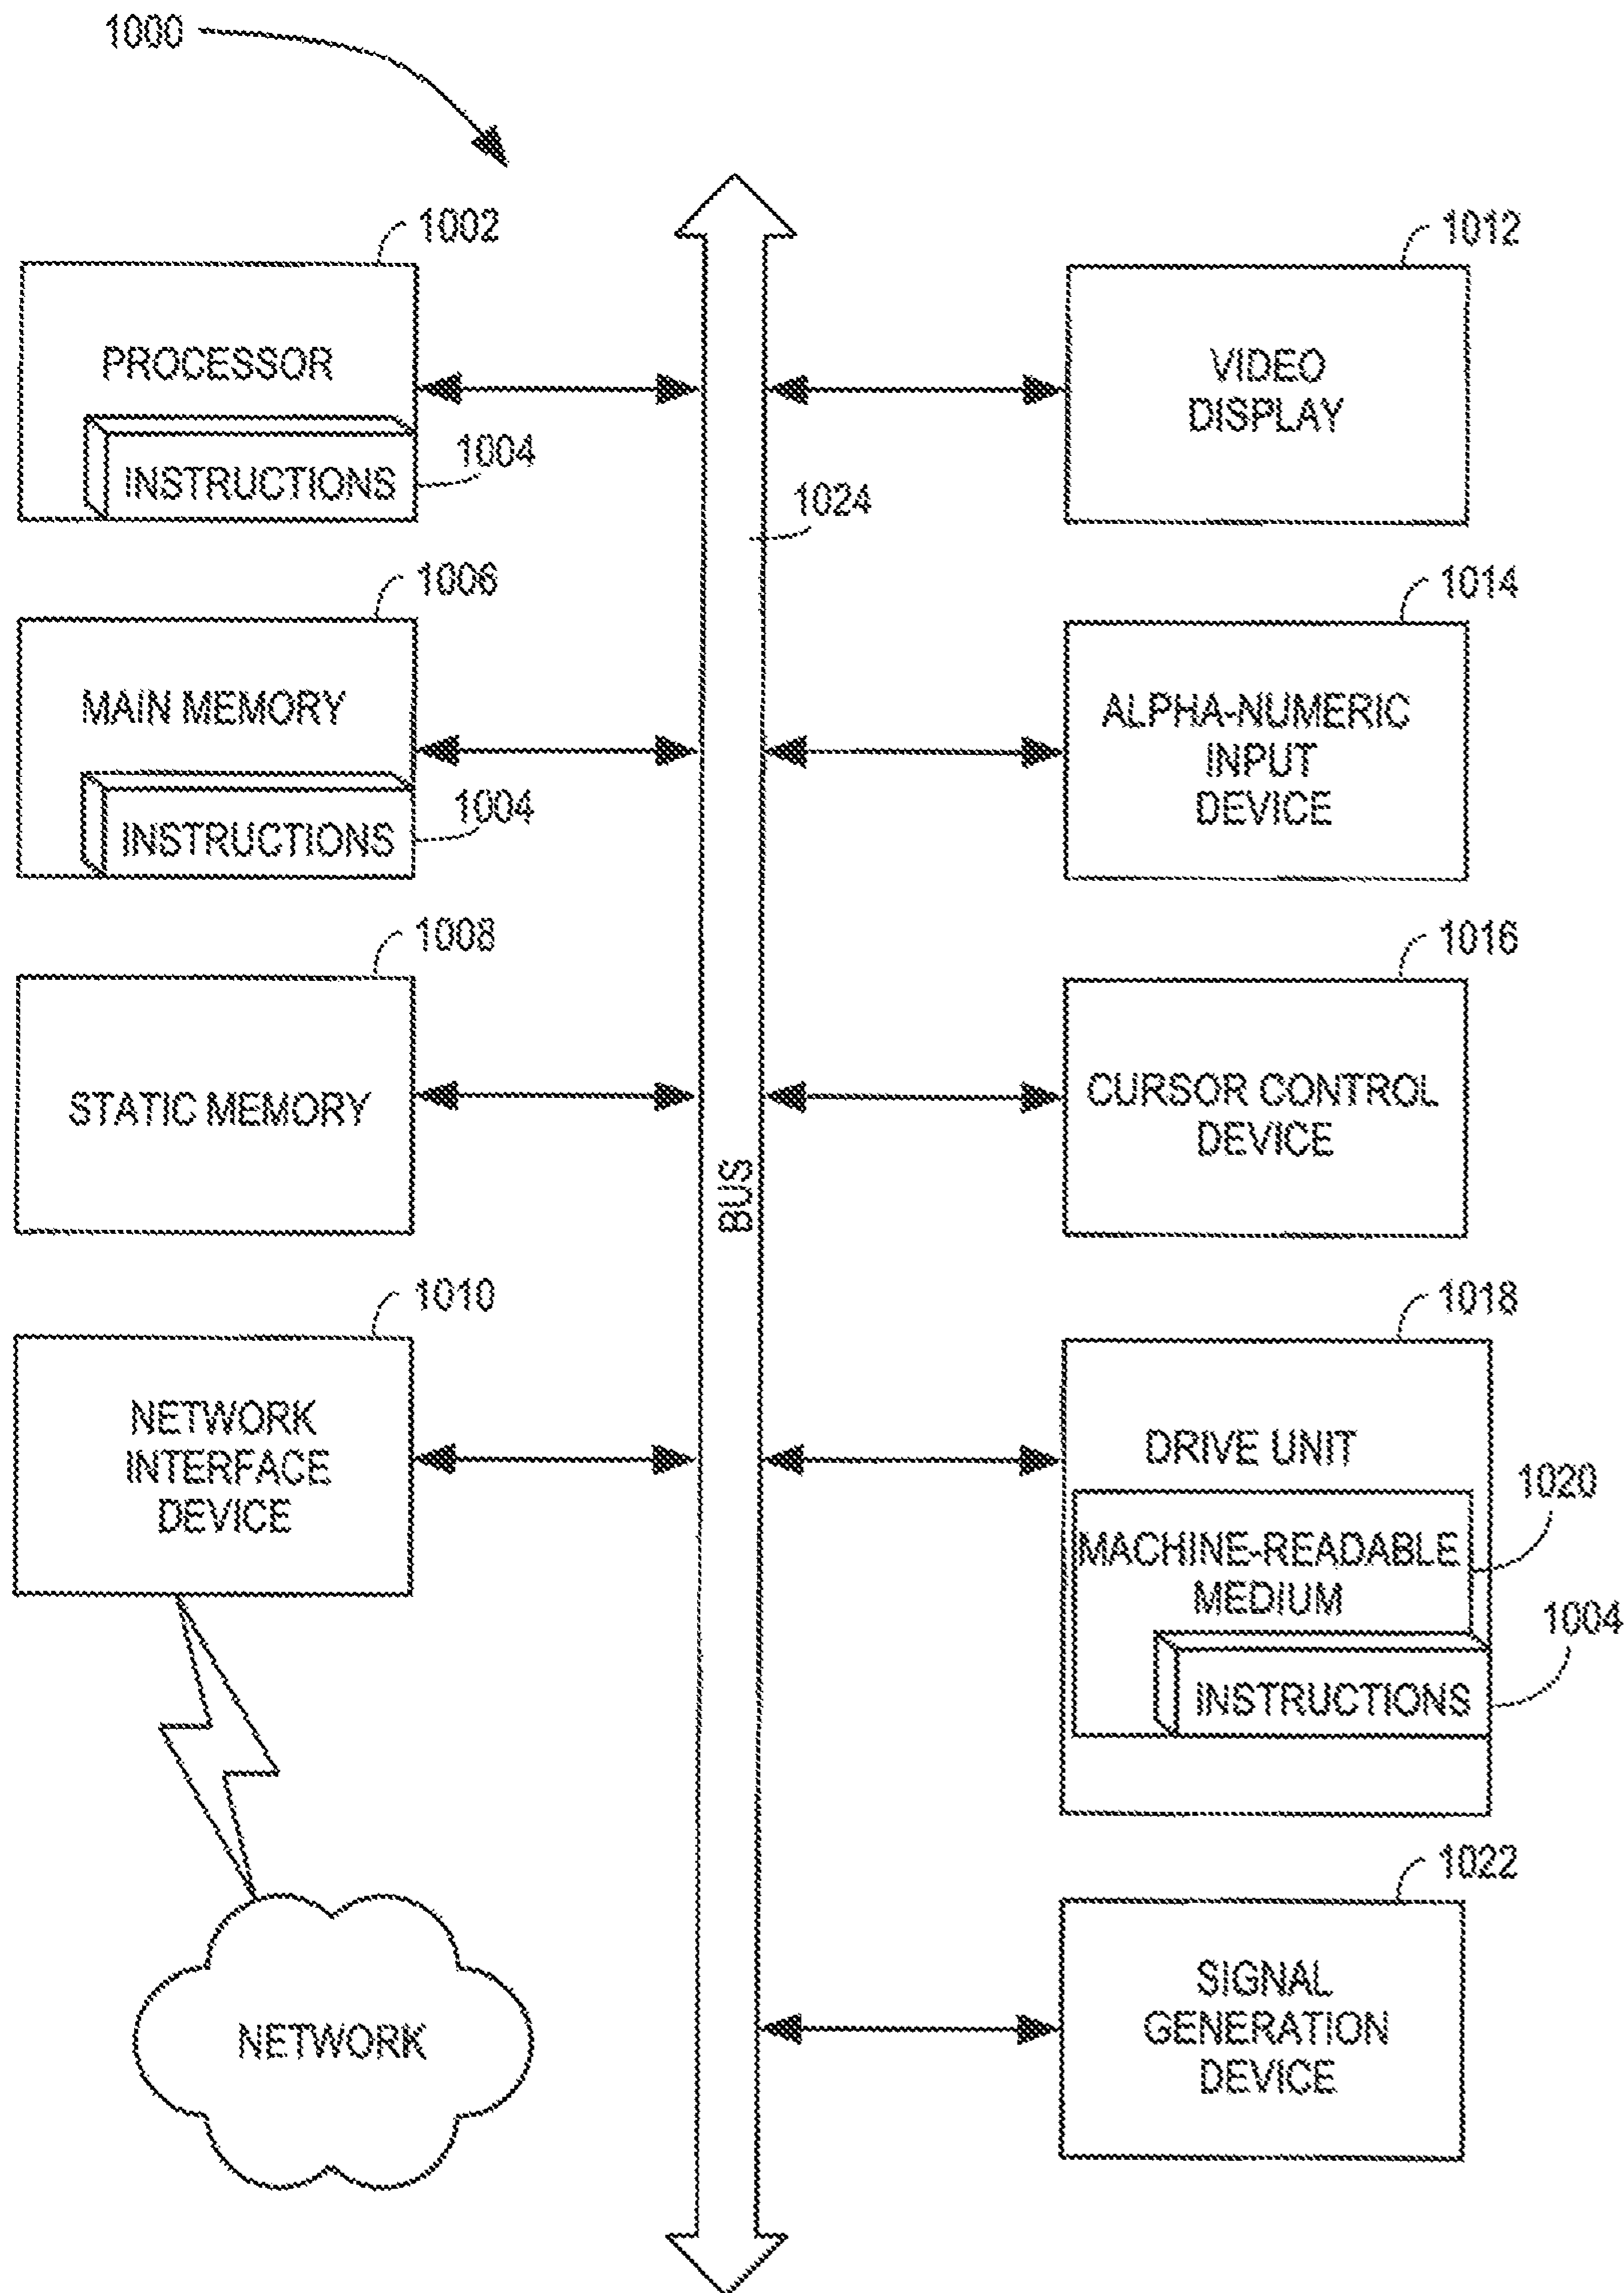 1000
1002
PROCESSOR
INSTRUCTIONS
1004
1006
MAIN MEMORY
INSTRUCTIONS
1004
1008
STATIC MEMORY
1010
NETWORK
INTERFACE
DEVICE
NETWORK
BUS
1024
1012
VIDEO
DISPLAY
1014
ALPHA-NUMERIC
INPUT
DEVICE
1016
CURSOR CONTROL
DEVICE
1018
DRIVE UNIT
1020
MACHINE-READABLE
MEDIUM
1004
INSTRUCTIONS
1022
SIGNAL
GENERATION
DEVICE